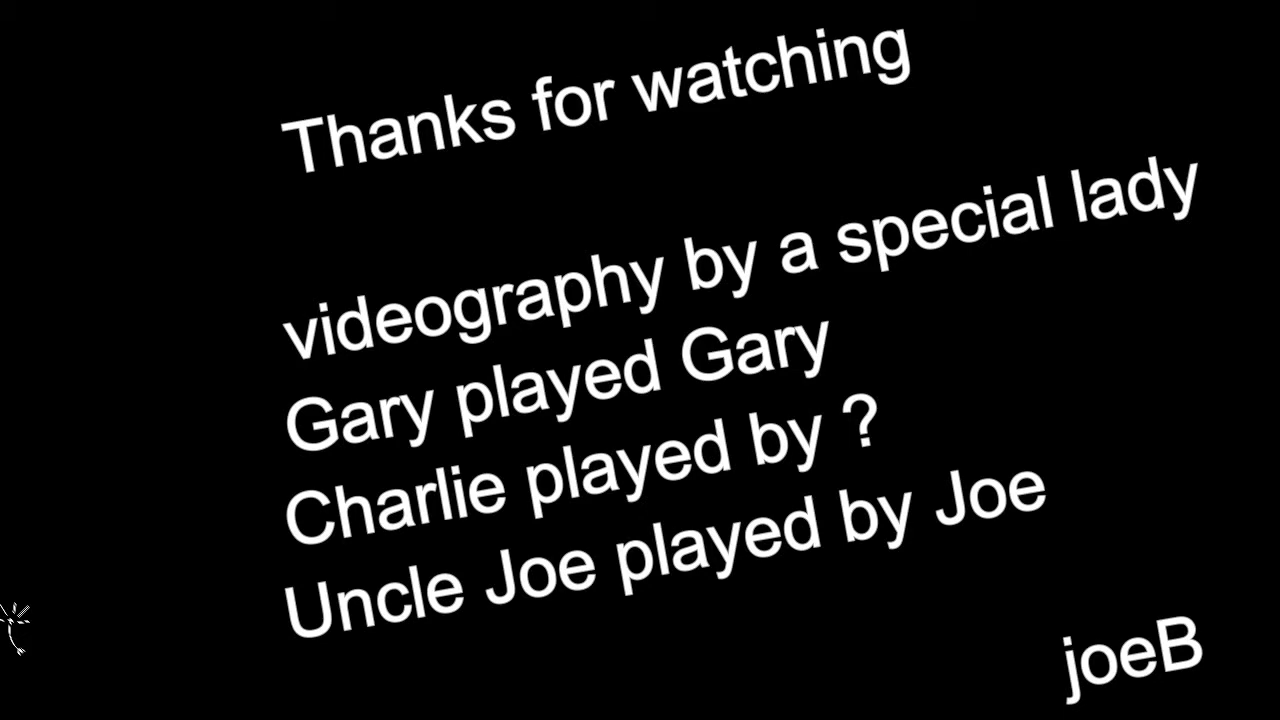 Thanks for watching
videography by a special lady
Gary played Gary
Charlie played by ?
Uncle Joe played by Joe
joeB